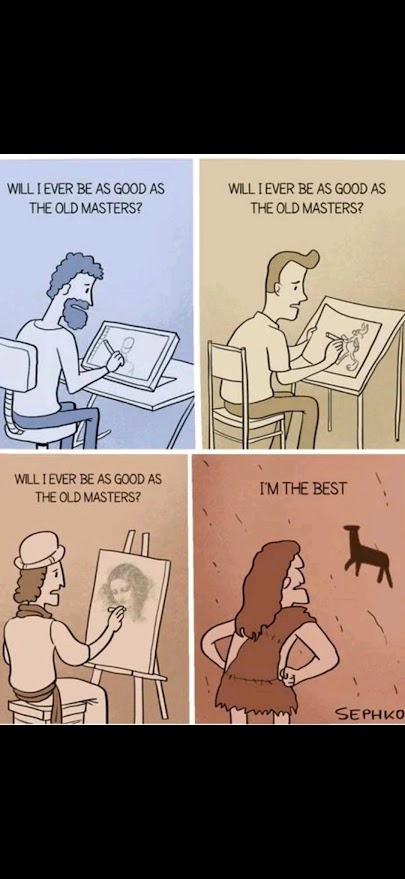 WILL I EVER BE AS GOOD AS
THE OLD MASTERS?
WILL I EVER BE AS GOOD AS
THE OLD MASTERS?
WILL I EVER BE AS GOOD AS
THE OLD MASTERS?
I'M THE BEST
SEPHKO